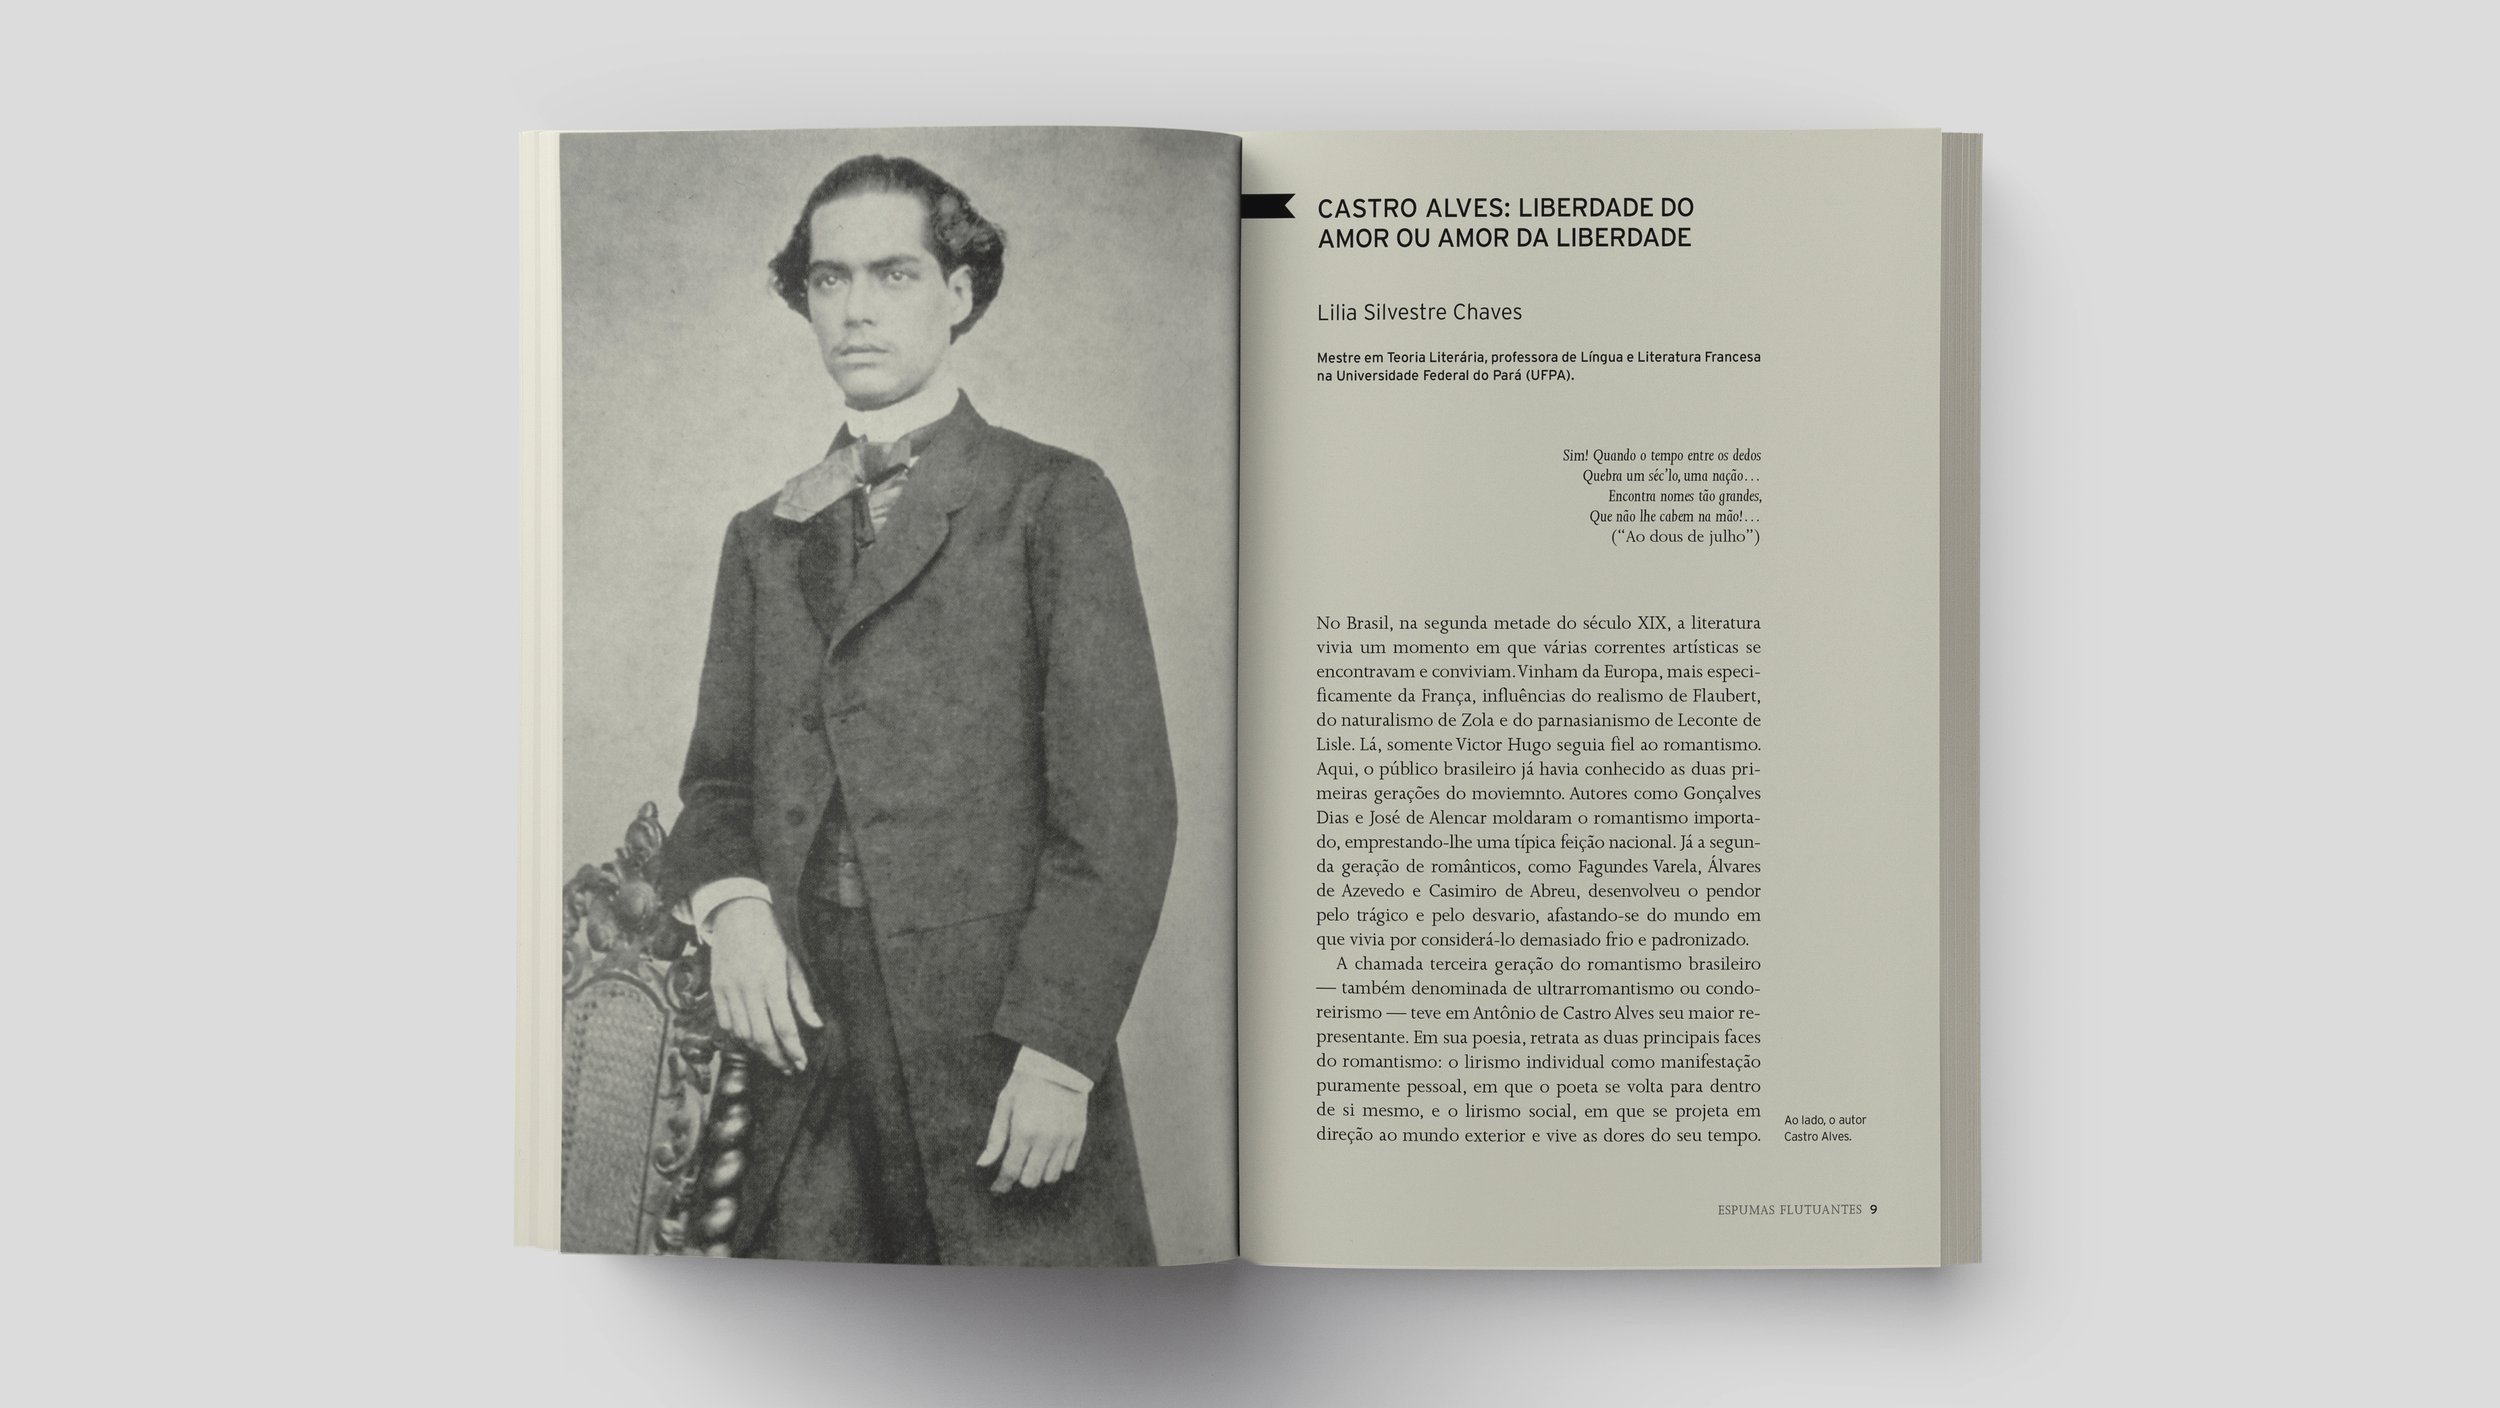 CASTRO ALVES: LIBERDADE DO
AMOR OU AMOR DA LIBERDADE
Lilia Silvestre Chaves
Mestre em Teoria Literária, professora de Língua e Literatura Francesa
na Universidade Federal do Pará (UFPA).
Sim! Quando o tempo entre os dedos
Quebra um séc’lo, uma nação…
Encontra nomes tão grandes,
Que não lhe cabem na mão!…
(“Ao dous de julho”)
No Brasil, na segunda metade do século XIX, a literatura
vivia um momento em que várias correntes artísticas se
encontravam e conviviam. Vinham da Europa, mais especi-
ficamente da França, influências do realismo de Flaubert,
do naturalismo de Zola e do parnasianismo de Leconte de
Lisle. Lá, somente Victor Hugo seguia fiel ao romantismo.
Aqui, o público brasileiro já havia conhecido as duas pri-
meiras gerações do moviemnto. Autores como Gonçalves
Dias e José de Alencar moldaram o romantismo importa-
do, emprestando-lhe uma típica feição nacional. Já a segun-
da geração de românticos, como Fagundes Varela, Álvares
de Azevedo e Casimiro de Abreu, desenvolveu o pendor
pelo trágico e pelo desvario, afastando-se do mundo em
que vivia por considerá-lo demasiado frio e padronizado.
A chamada terceira geração do romantismo brasileiro
— também denominada de ultrarromantismo ou condo-
reirismo — teve em Antônio de Castro Alves seu maior re-
presentante. Em sua poesia, retrata as duas principais faces
do romantismo: o lirismo individual como manifestação
puramente pessoal, em que o poeta se volta para dentro
de si mesmo, e o lirismo social, em que se projeta em
direção ao mundo exterior e vive as dores do seu tempo.
Ao lado, o autor
Castro Alves.
ESPUMAS FLUTUANTES 9